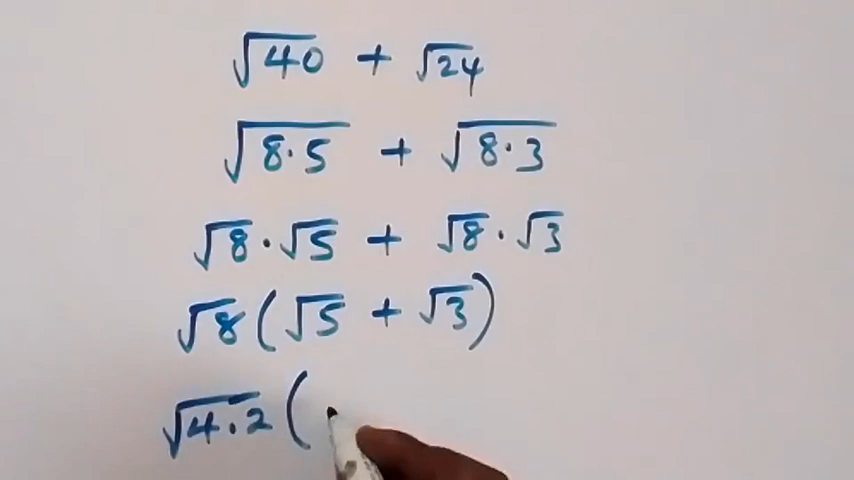 √40 + √24
√8·5 + √8·3
√8 · √5 + √8 · √3
√8 (√5 + √3)
√4.2 (